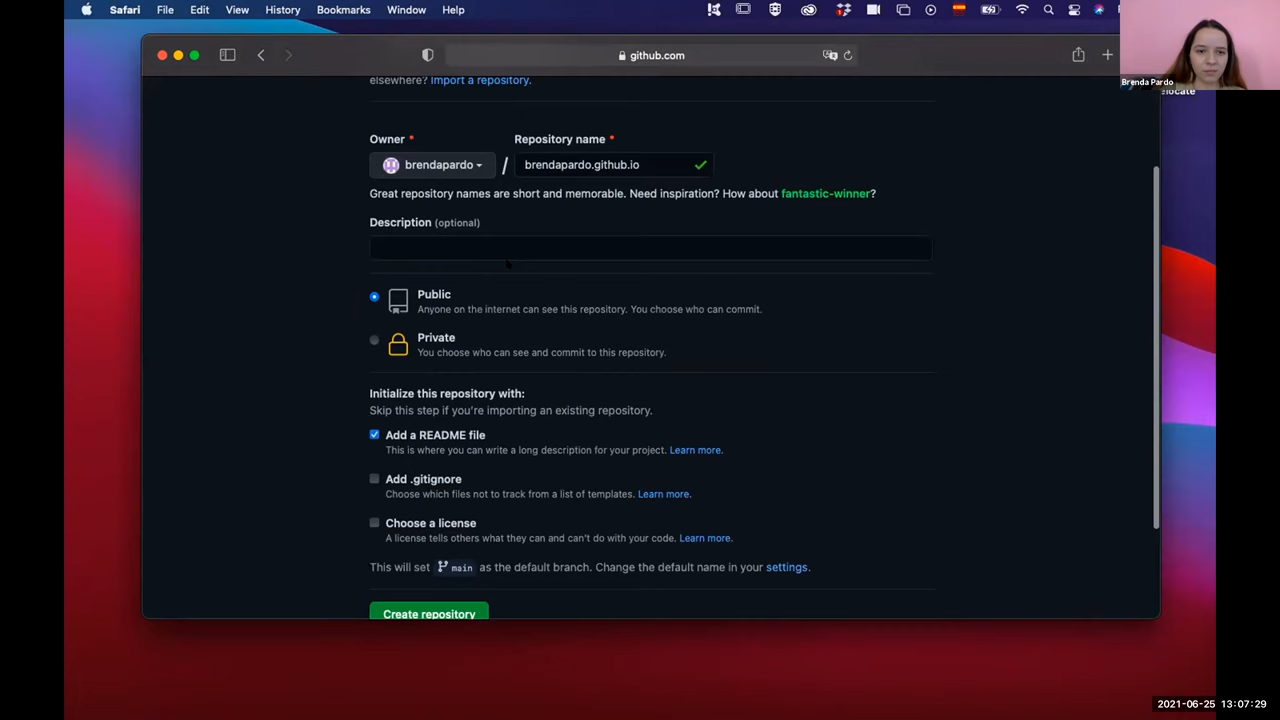 Safari File Edit View History Bookmarks Window Help
github.com
Brenda Pardo
elocate
elsewhere? Import a repository.
Owner * Repository name *
brendapardo / brendapardo.github.io
Great repository names are short and memorable. Need inspiration? How about fantastic-winner?
Description (optional)
Public
Anyone on the internet can see this repository. You choose who can commit.
Private
You choose who can see and commit to this repository.
Initialize this repository with:
Skip this step if you're importing an existing repository.
Add a README file
This is where you can write a long description for your project. Learn more.
Add .gitignore
Choose which files not to track from a list of templates. Learn more.
Choose a license
A license tells others what they can and can't do with your code. Learn more.
This will set main as the default branch. Change the default name in your settings.
Create repository
2021-06-25 13:07:29